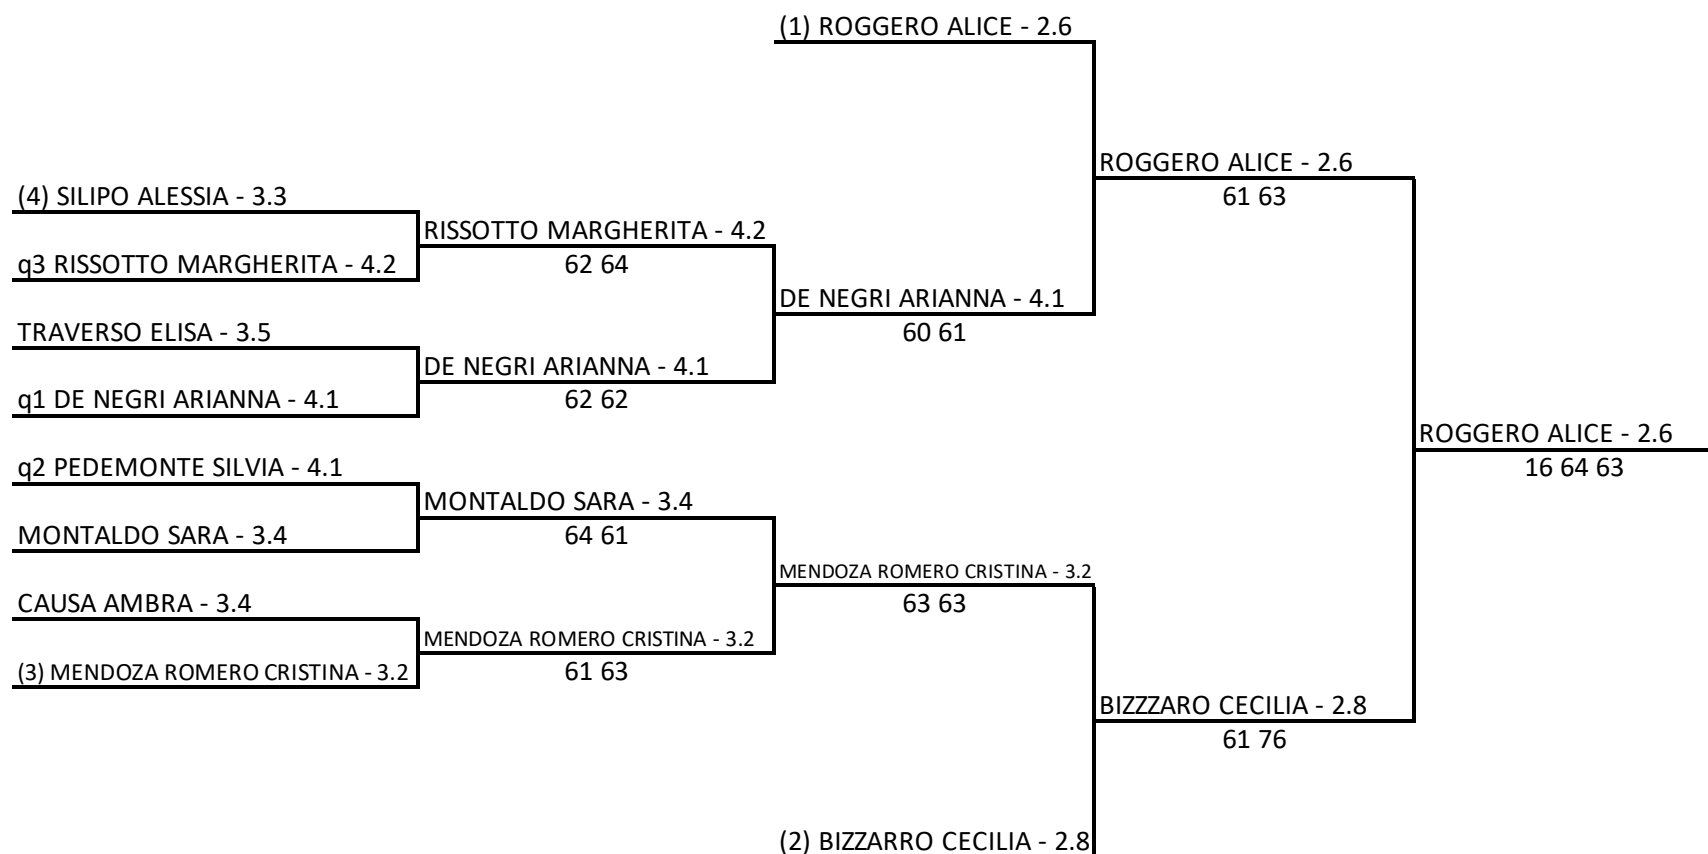 (1) ROGGERO ALICE - 2.6
ROGGERO ALICE - 2.6
61 63
(4) SILIPO ALESSIA - 3.3
RISSOTTO MARGHERITA - 4.2
62 64
q3 RISSOTTO MARGHERITA - 4.2
DE NEGRI ARIANNA - 4.1
60 61
TRAVERSO ELISA - 3.5
DE NEGRI ARIANNA - 4.1
62 62
q1 DE NEGRI ARIANNA - 4.1
ROGGERO ALICE - 2.6
16 64 63
q2 PEDEMONTE SILVIA - 4.1
MONTALDO SARA - 3.4
64 61
MONTALDO SARA - 3.4
MENDOZA ROMERO CRISTINA - 3.2
63 63
CAUSA AMBRA - 3.4
MENDOZA ROMERO CRISTINA - 3.2
61 63
(3) MENDOZA ROMERO CRISTINA - 3.2
BIZZZARO CECILIA - 2.8
61 76
(2) BIZZARRO CECILIA - 2.8